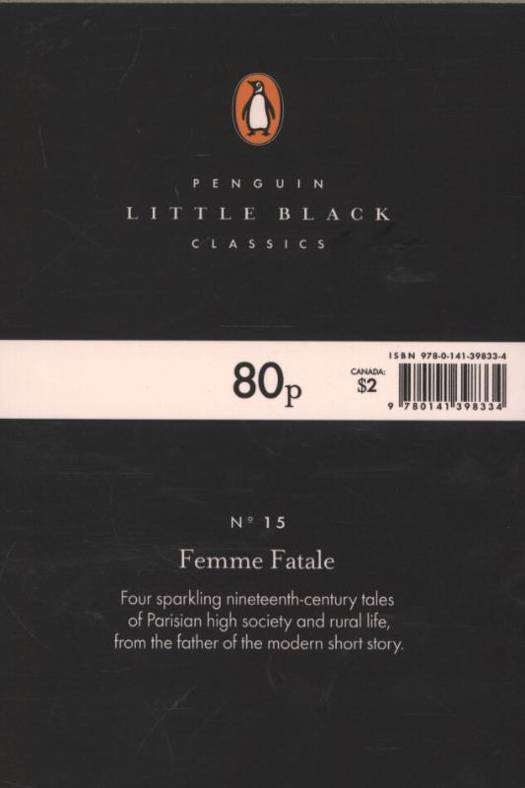 PENGUIN
LITTLE BLACK
CLASSICS
80p
CANADA:
$2
ISBN 978-0-141-39833-4
9 780141 398334
Nº 15
Femme Fatale
Four sparkling nineteenth-century tales
of Parisian high society and rural life,
from the father of the modern short story.